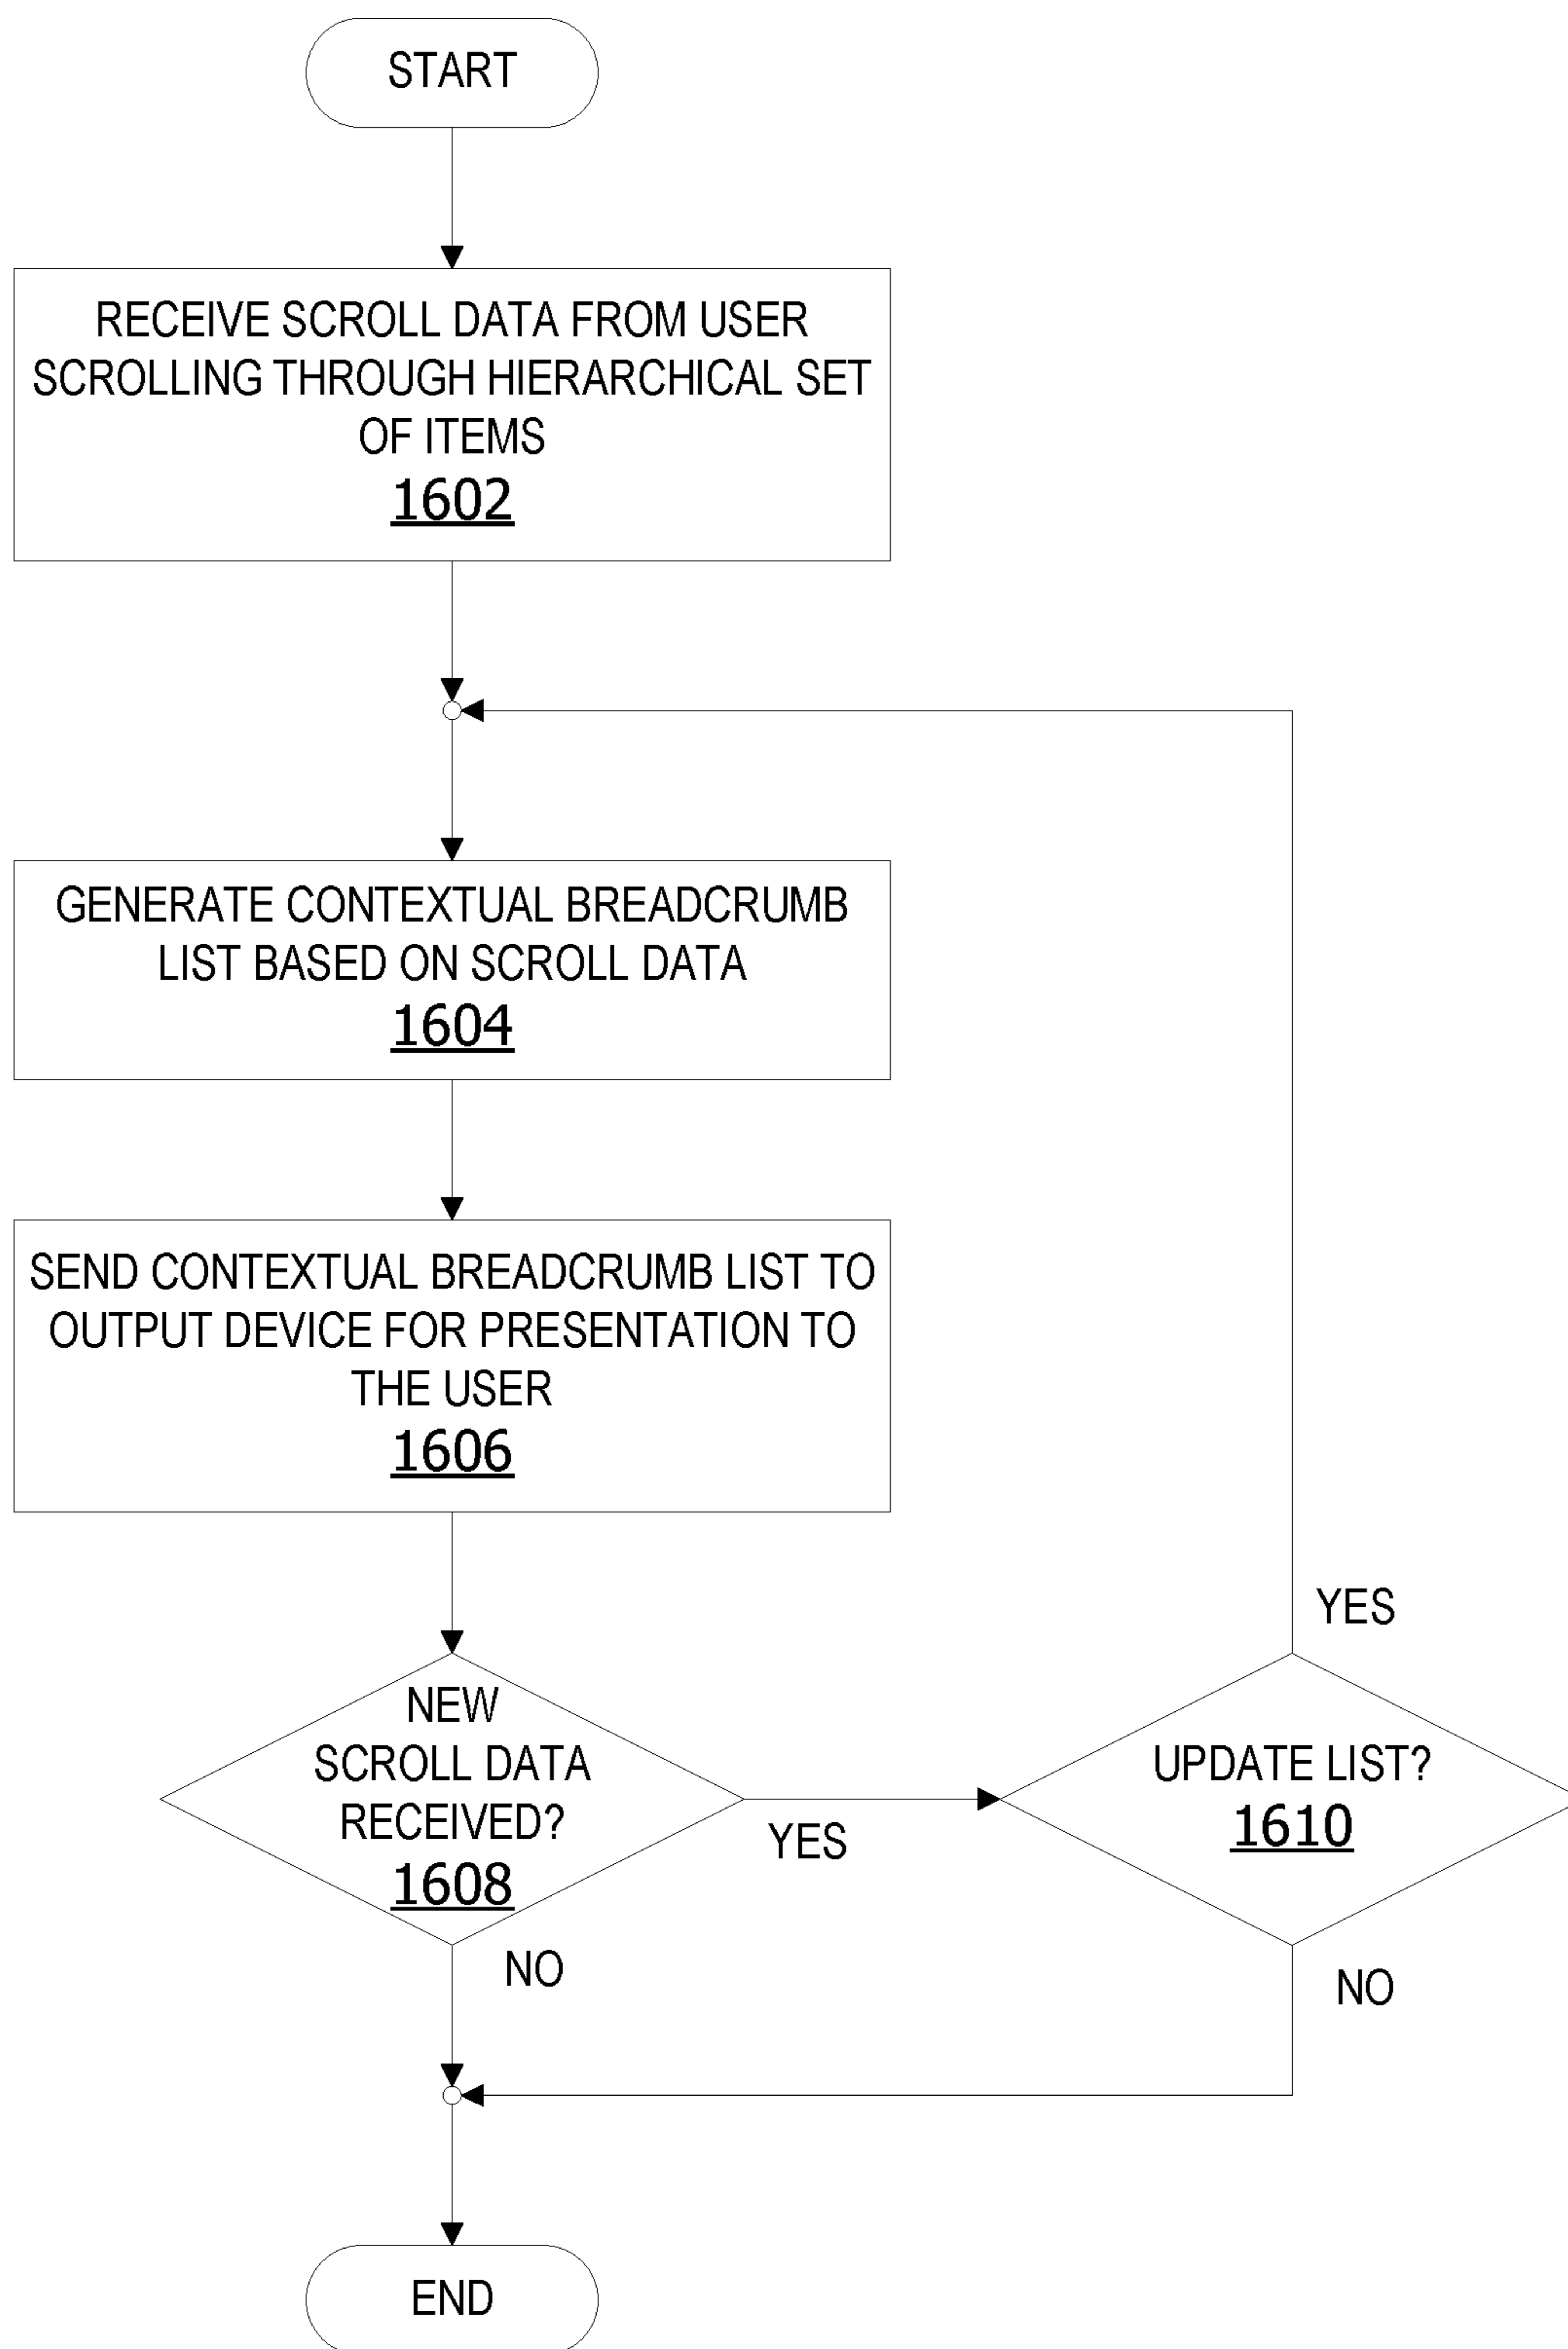 START
RECEIVE SCROLL DATA FROM USER
SCROLLING THROUGH HIERARCHICAL SET
OF ITEMS
1602
GENERATE CONTEXTUAL BREADCRUMB
LIST BASED ON SCROLL DATA
1604
SEND CONTEXTUAL BREADCRUMB LIST TO
OUTPUT DEVICE FOR PRESENTATION TO
THE USER
1606
NEW
SCROLL DATA
RECEIVED?
1608
YES
NO
UPDATE LIST?
1610
YES
NO
END